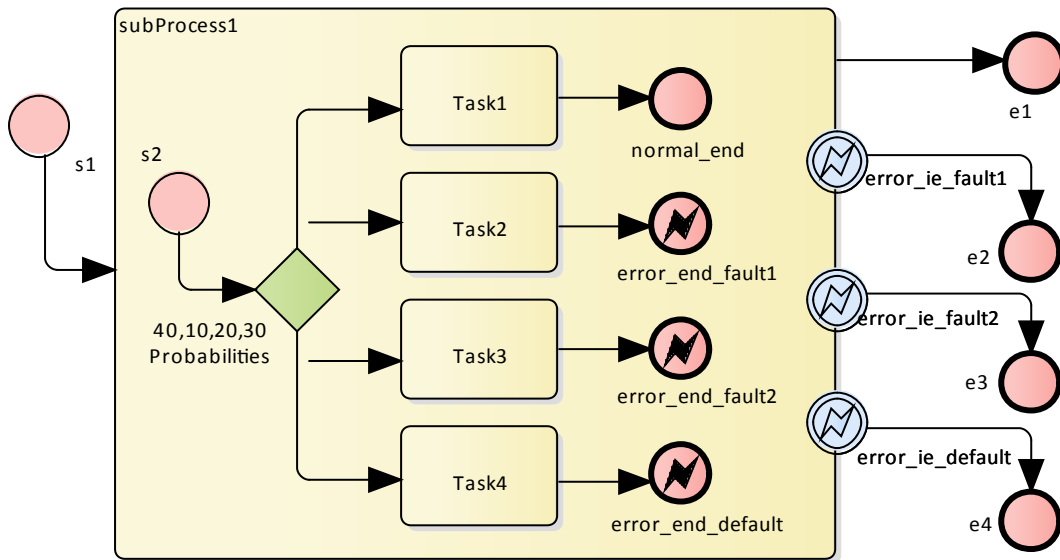 subProcess1
s1
s2
40,10,20,30
Probabilities
Task1
normal_end
Task2
error_end_fault1
Task3
error_end_fault2
Task4
error_end_default
e1
error_ie_fault1
e2
error_ie_fault2
e3
error_ie_default
e4